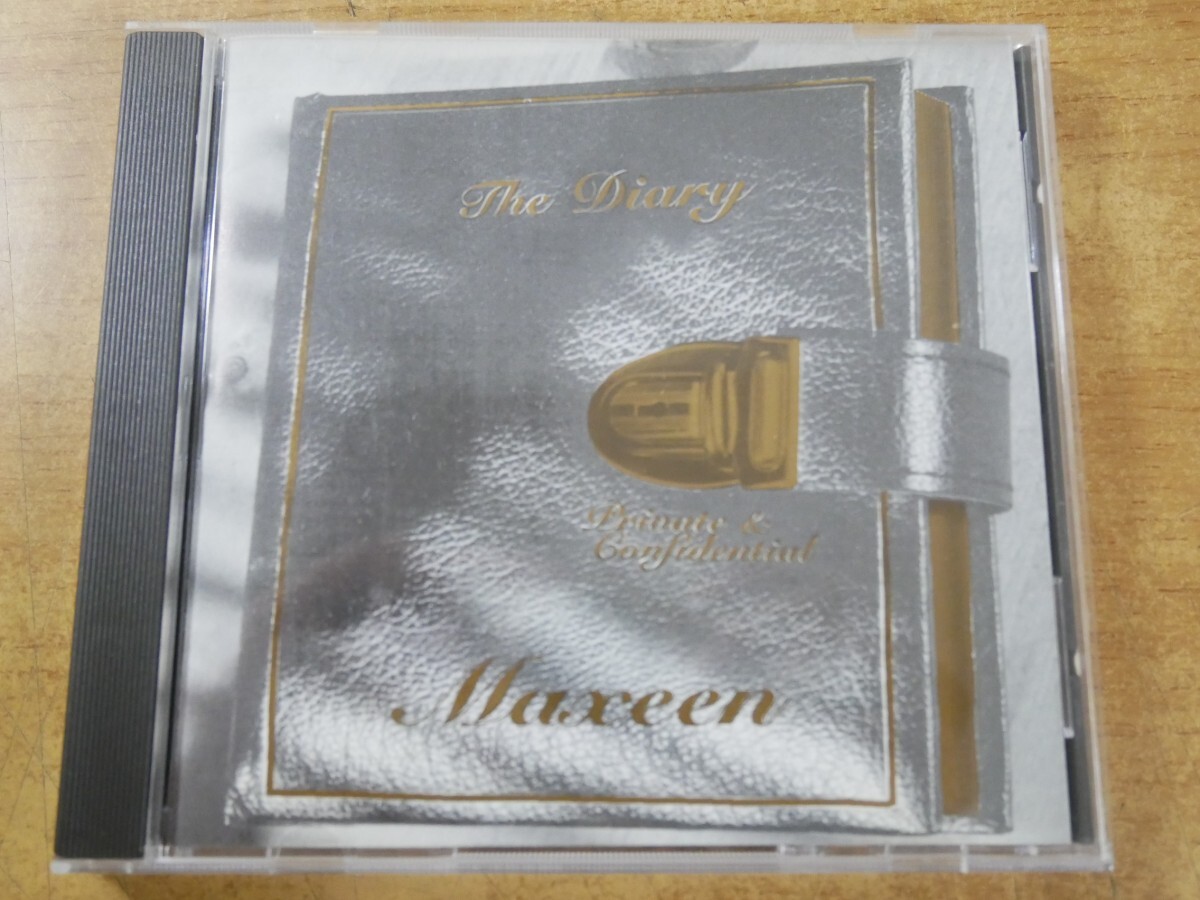 The Diary
Private &
Confidential
Maxeen